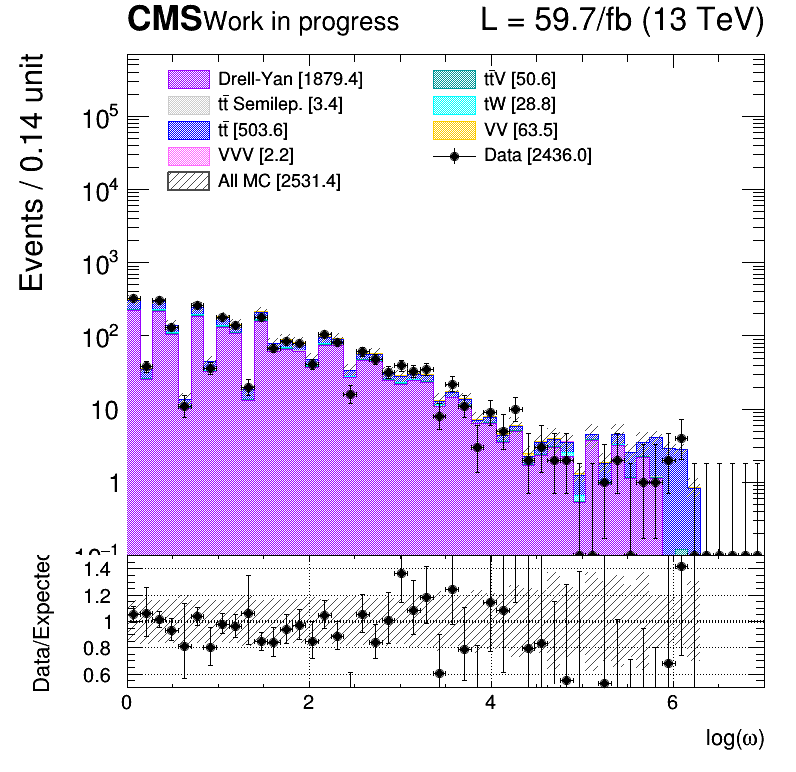 CMS Work in progress L = 59.7/fb (13 TeV)
Events / 0.14 unit
Drell-Yan [1879.4]
tt̄ Semilep. [3.4]
tt̄ [503.6]
VVV [2.2]
All MC [2531.4]
tt̄V [50.6]
tW [28.8]
VV [63.5]
Data [2436.0]
10⁵
10⁴
10³
10²
10
1
10⁻¹
Data/Expected
1.4
1.2
1
0.8
0.6
0 2 4 6
log(ω)